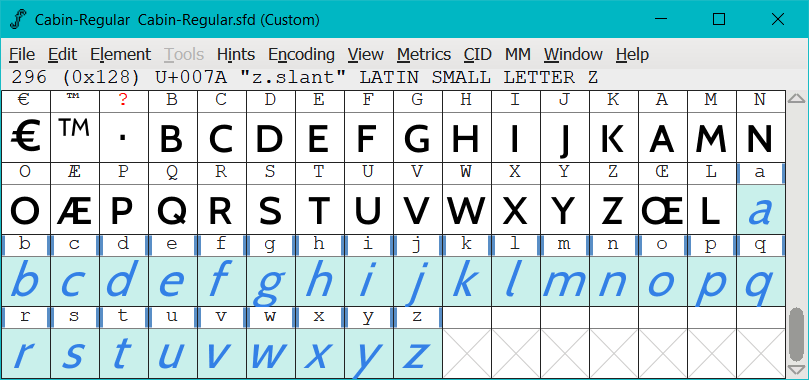 Cabin-Regular Cabin-Regular.sfd (Custom)
File Edit Element Tools Hints Encoding View Metrics CID MM Window Help
296 (0x128) U+007A "z.slant" LATIN SMALL LETTER Z
€ ™ ? B C D E F G H I J K A M N
€ ™ · B C D E F G H I J K A M N
O Æ P Q R S T U V W X Y Z Œ L a
O Æ P Q R S T U V W X Y Z Œ L a
b c d e f g h i j k l m n o p q
b c d e f g h i j k l m n o p q
r s t u v w x y z
r s t u v w x y z